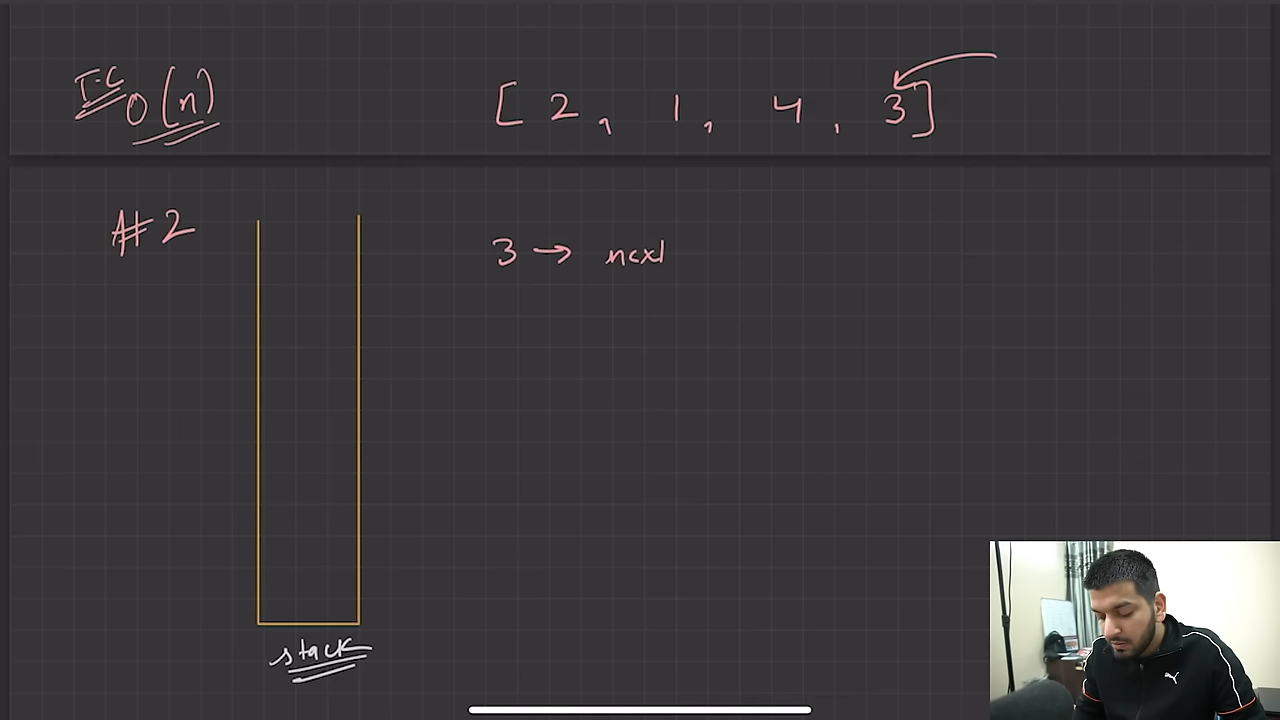 T.C O(n)
[ 2, 1, 4, 3]
A#2
3 → next
stack